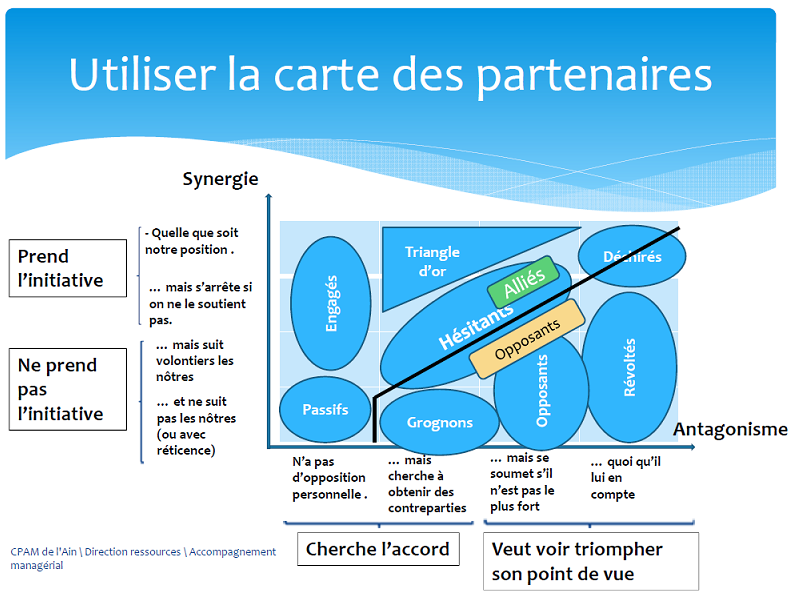 Utiliser la carte des partenaires
Synergie
Prend
l’initiative
- Quelle que soit
notre position .
... mais s’arrête si
on ne le soutient
pas.
Ne prend
pas
l’initiative
... mais suit
volontiers les
nôtres
... et ne suit
pas les nôtres
(ou avec
réticence)
Engagés
Triangle
d’or
Déchirés
Alliés
Hésitants
Opposants
Opposants
Révoltés
Passifs
Grognons
Antagonisme
N’a pas
d’opposition
personnelle .
... mais
cherche à
obtenir des
contreparties
... mais se
soumet s’il
n’est pas le
plus fort
... quoi qu’il
lui en
compte
Cherche l’accord
Veut voir triompher
son point de vue
CPAM de l'Ain \ Direction ressources \ Accompagnement
managérial